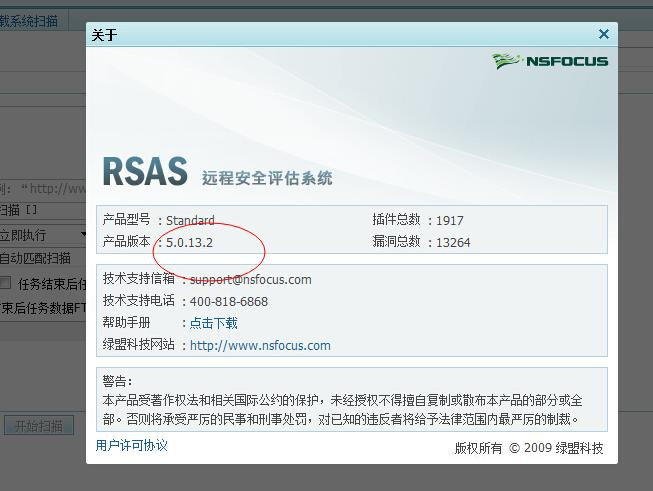 载系统扫描
关于
NSFOCUS
RSAS 远程安全评估系统
产品型号 : Standard
插件总数 : 1917
产品版本 : 5.0.13.2
漏洞总数 : 13264
例: “http://ww
扫描 []
立即执行
自动匹配扫描
任务结束后任
结束后任务数据FT
开始扫描
技术支持信箱 : support@nsfocus.com
技术支持电话 : 400-818-6868
帮助手册 : 点击下载
绿盟科技网站 : http://www.nsfocus.com
警告:
本产品受著作权法和相关国际公约的保护，未经授权不得擅自复制或散布本产品的部分或全
部。否则将承受严厉的民事和刑事处罚，对已知的违反者将给予法律范围内最严厉的制裁。
用户许可协议
版权所有 © 2009 绿盟科技